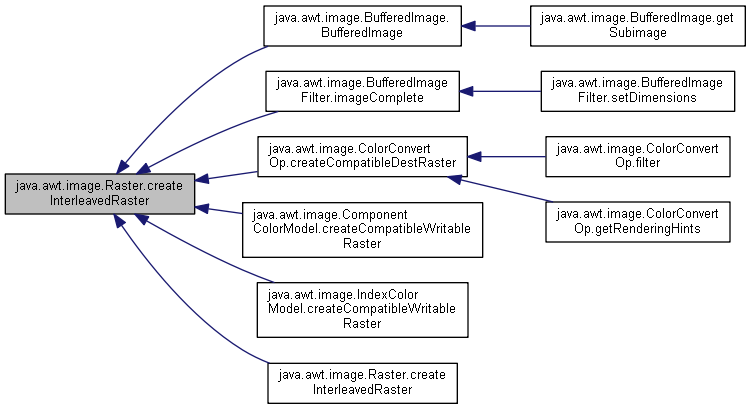 java.awt.image.Raster.create
InterleavedRaster
java.awt.image.BufferedImage.
BufferedImage
java.awt.image.BufferedImage.get
Subimage
java.awt.image.BufferedImage
Filter.imageComplete
java.awt.image.BufferedImage
Filter.setDimensions
java.awt.image.ColorConvert
Op.createCompatibleDestRaster
java.awt.image.ColorConvert
Op.filter
java.awt.image.ColorConvert
Op.getRenderingHints
java.awt.image.Component
ColorModel.createCompatibleWritable
Raster
java.awt.image.IndexColor
Model.createCompatibleWritable
Raster
java.awt.image.Raster.create
InterleavedRaster